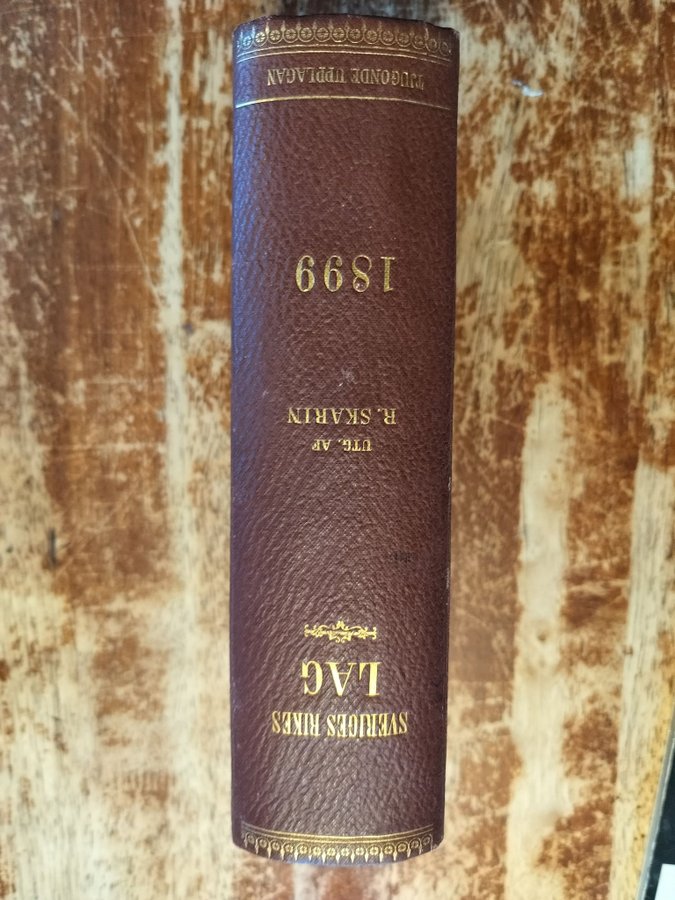 SVERIGES RIKES
LAG
UTG. AF
R. SKARIN
1899
TJUGONDE UPPLAGAN